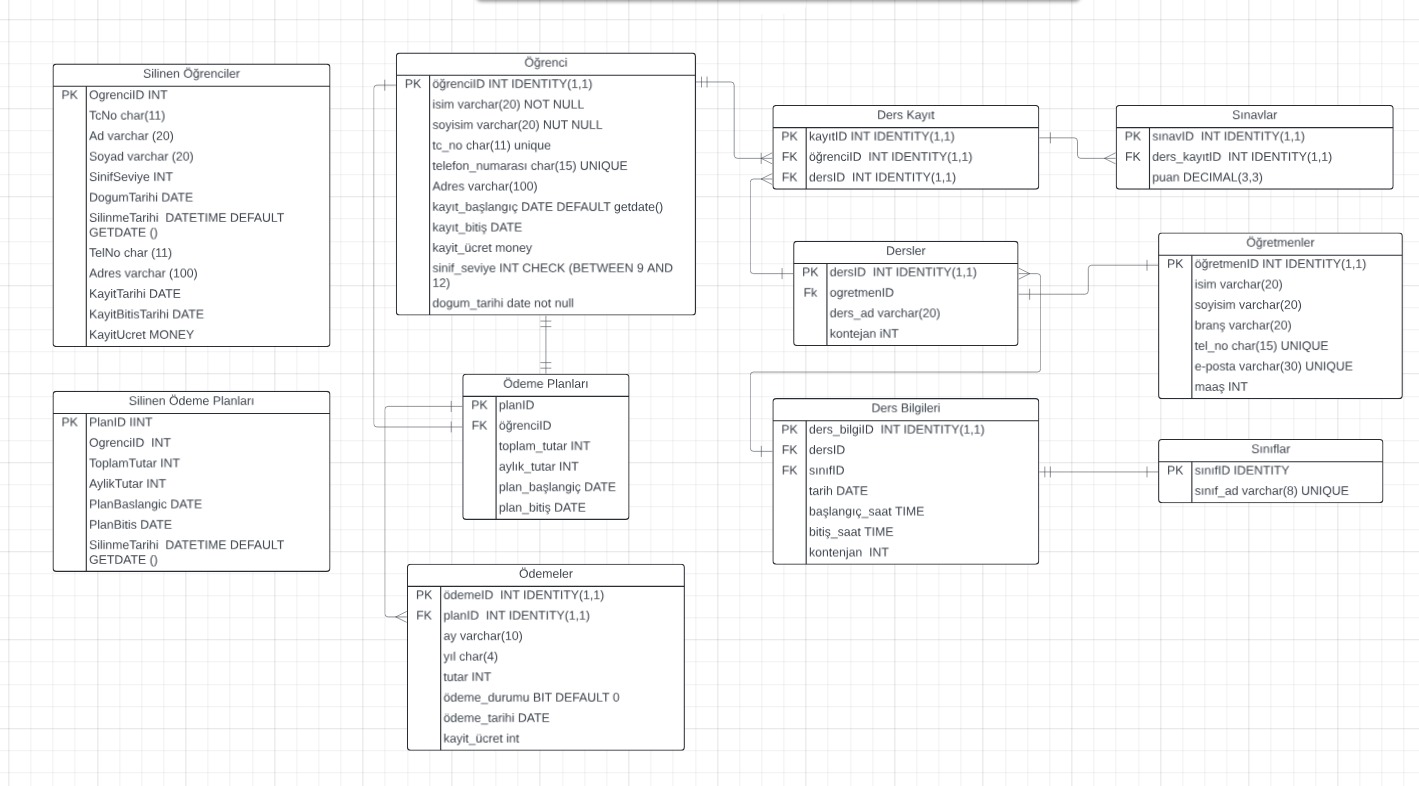 Silinen Öğrenciler
PK OgrenciID INT
TcNo char(11)
Ad varchar (20)
Soyad varchar (20)
SinifSeviye INT
DogumTarihi DATE
SilinmeTarihi DATETIME DEFAULT
GETDATE ()
TelNo char (11)
Adres varchar (100)
KayitTarihi DATE
KayitBitisTarihi DATE
KayitUcret MONEY
Silinen Ödeme Planları
PK PlanID IINT
OgrenciID INT
ToplamTutar INT
AylikTutar INT
PlanBaslangic DATE
PlanBitis DATE
SilinmeTarihi DATETIME DEFAULT
GETDATE ()
Öğrenci
PK öğrenciID INT IDENTITY(1,1)
isim varchar(20) NOT NULL
soyisim varchar(20) NUT NULL
tc_no char(11) unique
telefon_numarası char(15) UNIQUE
Adres varchar(100)
kayıt_başlangıç DATE DEFAULT getdate()
kayıt_bitiş DATE
kayit_ücret money
sinif_seviye INT CHECK (BETWEEN 9 AND
12)
dogum_tarihi date not null
Ödeme Planları
PK planID
FK öğrenciID
toplam_tutar INT
aylık_tutar INT
plan_başlangiç DATE
plan_bitiş DATE
Ödemeler
PK ödemeID INT IDENTITY(1,1)
FK planID INT IDENTITY(1,1)
ay varchar(10)
yıl char(4)
tutar INT
ödeme_durumu BIT DEFAULT 0
ödeme_tarihi DATE
kayit_ücret int
Ders Kayıt
PK kayıtID INT IDENTITY(1,1)
FK öğrenciID INT IDENTITY(1,1)
FK dersID INT IDENTITY(1,1)
Sınavlar
PK sınavID INT IDENTITY(1,1)
FK ders_kayıtID INT IDENTITY(1,1)
puan DECIMAL(3,3)
Dersler
PK dersID INT IDENTITY(1,1)
Fk ogretmenID
ders_ad varchar(20)
kontejan iNT
Öğretmenler
PK öğretmenID INT IDENTITY(1,1)
isim varchar(20)
soyisim varchar(20)
branş varchar(20)
tel_no char(15) UNIQUE
e-posta varchar(30) UNIQUE
maaş INT
Ders Bilgileri
PK ders_bilgiID INT IDENTITY(1,1)
FK dersID
FK sınıfID
tarih DATE
başlangıç_saat TIME
bitiş_saat TIME
kontenjan INT
Sınıflar
PK sınıfID IDENTITY
sınıf_ad varchar(8) UNIQUE